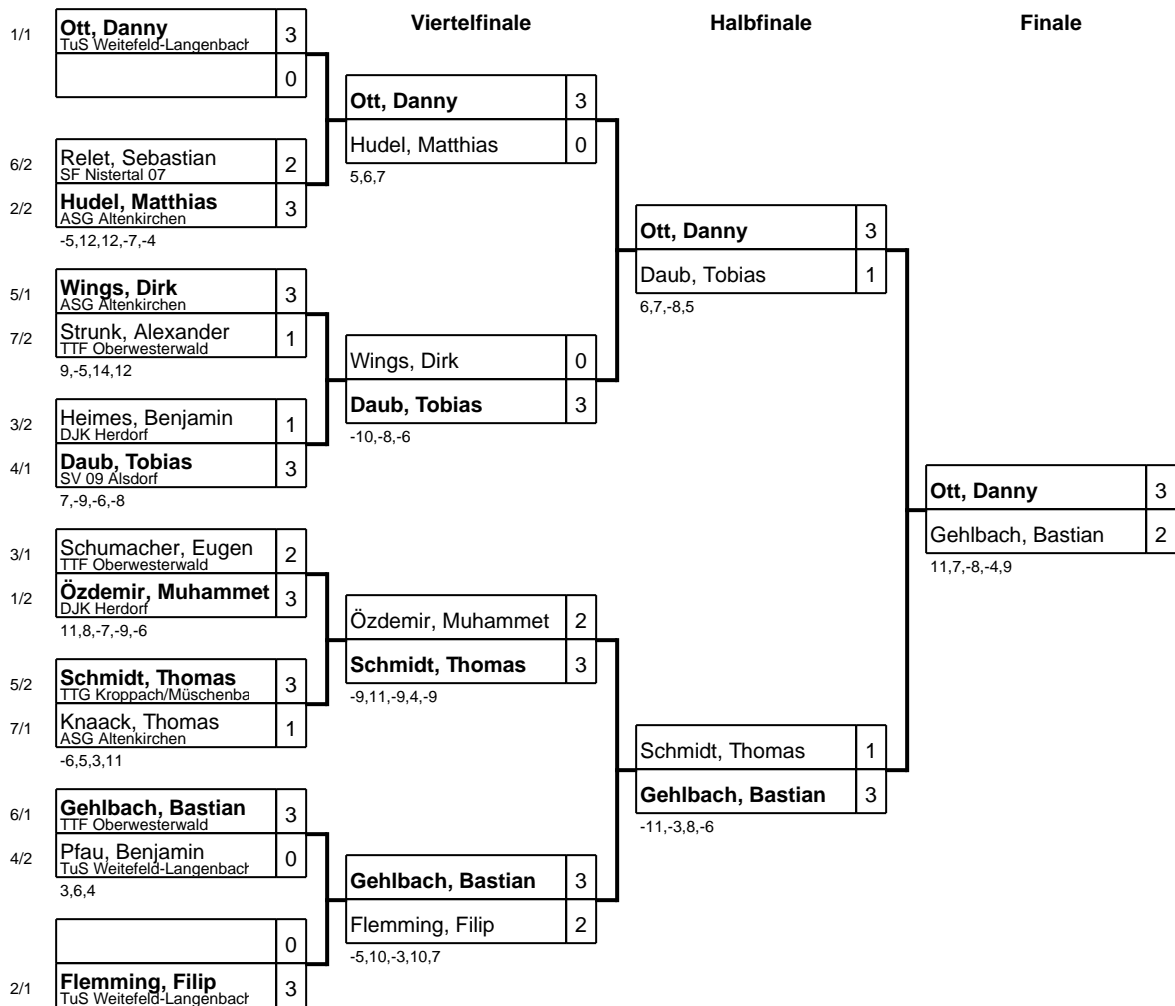 Viertelfinale Halbfinale Finale
1/1 Ott, Danny 3
TuS Weitefeld-Langenbach
0
6/2 Relet, Sebastian 2
SF Nistertal 07
2/2 Hudel, Matthias 3
ASG Altenkirchen
-5,12,12,-7,-4
5/1 Wings, Dirk 3
ASG Altenkirchen
7/2 Strunk, Alexander 1
TTF Oberwesterwald
9,-5,14,12
3/2 Heimes, Benjamin 1
DJK Herdorf
4/1 Daub, Tobias 3
SV 09 Alsdorf
7,-9,-6,-8
3/1 Schumacher, Eugen 2
TTF Oberwesterwald
1/2 Özdemir, Muhammet 3
DJK Herdorf
11,8,-7,-9,-6
5/2 Schmidt, Thomas 3
TTG Kroppach/Müschenba
7/1 Knaack, Thomas 1
ASG Altenkirchen
-6,5,3,11
6/1 Gehlbach, Bastian 3
TTF Oberwesterwald
4/2 Pfau, Benjamin 0
TuS Weitefeld-Langenbach
3,6,4
0
2/1 Flemming, Filip 3
TuS Weitefeld-Langenbach
Ott, Danny 3
Hudel, Matthias 0
5,6,7
Wings, Dirk 0
Daub, Tobias 3
-10,-8,-6
Özdemir, Muhammet 2
Schmidt, Thomas 3
-9,11,-9,4,-9
Gehlbach, Bastian 3
Flemming, Filip 2
-5,10,-3,10,7
Ott, Danny 3
Daub, Tobias 1
6,7,-8,5
Schmidt, Thomas 1
Gehlbach, Bastian 3
-11,-3,8,-6
Ott, Danny 3
Gehlbach, Bastian 2
11,7,-8,-4,9